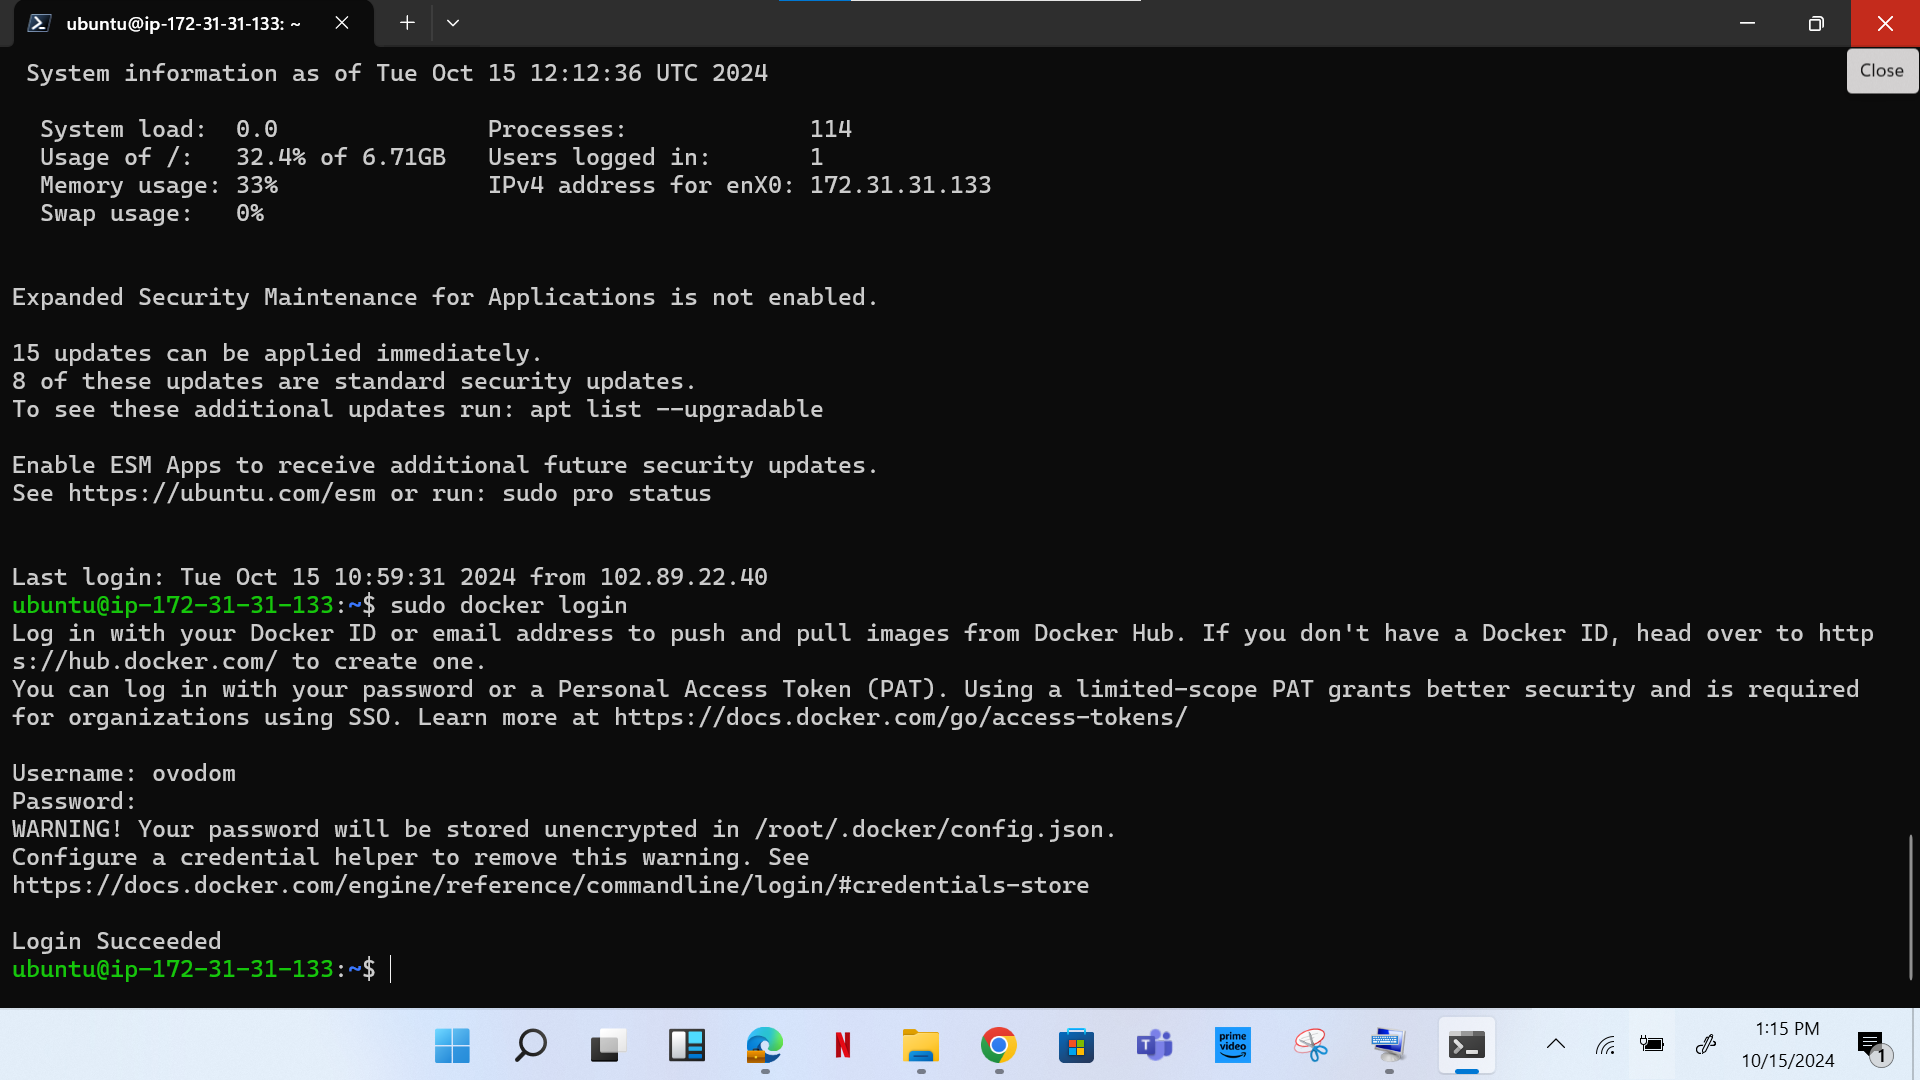 ubuntu@ip-172-31-31-133: ~
Close
System information as of Tue Oct 15 12:12:36 UTC 2024
System load:  0.0               Processes:             114
Usage of /:   32.4% of 6.71GB   Users logged in:       1
Memory usage: 33%               IPv4 address for enX0: 172.31.31.133
Swap usage:   0%
Expanded Security Maintenance for Applications is not enabled.
15 updates can be applied immediately.
8 of these updates are standard security updates.
To see these additional updates run: apt list --upgradable
Enable ESM Apps to receive additional future security updates.
See https://ubuntu.com/esm or run: sudo pro status
Last login: Tue Oct 15 10:59:31 2024 from 102.89.22.40
ubuntu@ip-172-31-31-133:~$ sudo docker login
Log in with your Docker ID or email address to push and pull images from Docker Hub. If you don't have a Docker ID, head over to http
s://hub.docker.com/ to create one.
You can log in with your password or a Personal Access Token (PAT). Using a limited-scope PAT grants better security and is required
for organizations using SSO. Learn more at https://docs.docker.com/go/access-tokens/
Username: ovodom
Password:
WARNING! Your password will be stored unencrypted in /root/.docker/config.json.
Configure a credential helper to remove this warning. See
https://docs.docker.com/engine/reference/commandline/login/#credentials-store
Login Succeeded
ubuntu@ip-172-31-31-133:~$
N
T
prime video
1:15 PM
10/15/2024
1